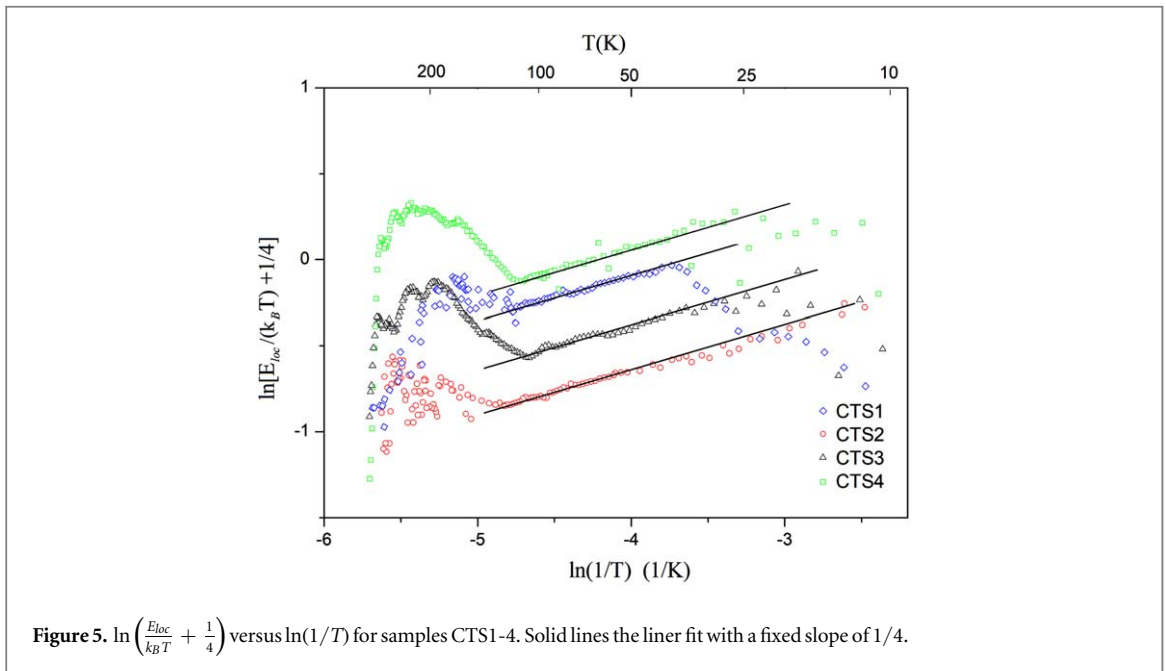 T(K)
200 100 50 25 10
1
0
-1
ln[E_loc/(k_B T) +1/4]
CTS1
CTS2
CTS3
CTS4
-6 -5 -4 -3
ln(1/T) (1/K)
Figure 5. ln (E_loc/k_B T + 1/4) versus ln(1/T) for samples CTS1-4. Solid lines the liner fit with a fixed slope of 1/4.